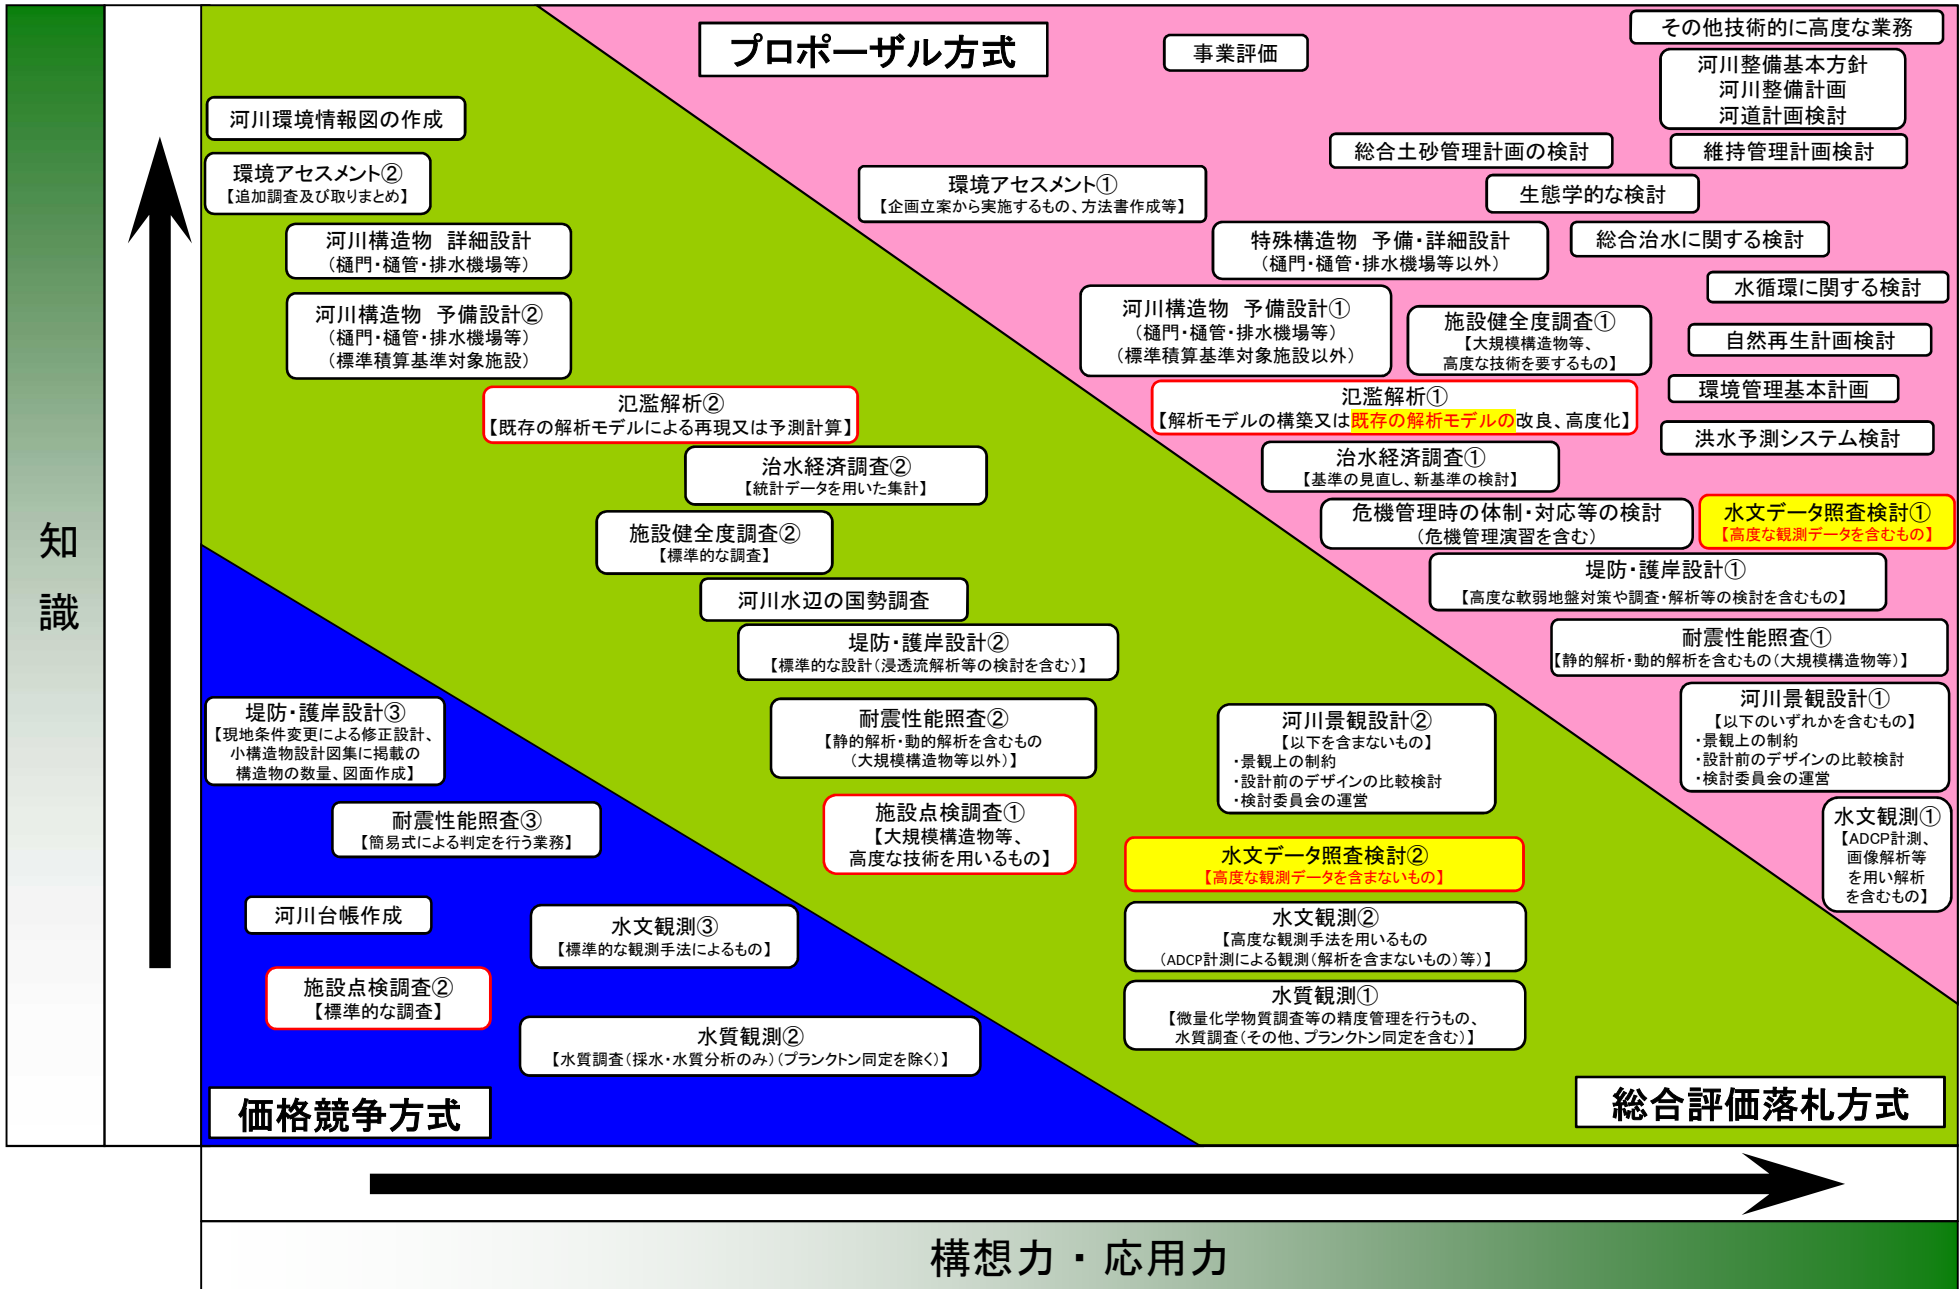 プロポーザル方式
事業評価
その他技術的に高度な業務
河川整備基本方針
河川整備計画
河道計画検討
総合土砂管理計画の検討
維持管理計画検討
環境アセスメント①
【企画立案から実施するもの、方法書作成等】
生態学的な検討
特殊構造物 予備・詳細設計
(樋門・樋管・排水機場等以外)
総合治水に関する検討
水循環に関する検討
河川構造物 予備設計①
(樋門・樋管・排水機場等)
(標準積算基準対象施設以外)
施設健全度調査①
【大規模構造物等、
高度な技術を要するもの】
自然再生計画検討
氾濫解析①
【解析モデルの構築又は既存の解析モデルの改良、高度化】
環境管理基本計画
洪水予測システム検討
治水経済調査①
【基準の見直し、新基準の検討】
危機管理時の体制・対応等の検討
(危機管理演習を含む)
水文データ照査検討①
【高度な観測データを含むもの】
堤防・護岸設計①
【高度な軟弱地盤対策や調査・解析等の検討を含むもの】
耐震性能照査①
【静的解析・動的解析を含むもの(大規模構造物等)】
河川景観設計①
【以下のいずれかを含むもの】
・景観上の制約
・設計前のデザインの比較検討
・検討委員会の運営
水文観測①
【ADCP計測、
画像解析等
を用い解析
を含むもの】
河川環境情報図の作成
環境アセスメント②
【追加調査及び取りまとめ】
河川構造物 詳細設計
(樋門・樋管・排水機場等)
河川構造物 予備設計②
(樋門・樋管・排水機場等)
(標準積算基準対象施設)
氾濫解析②
【既存の解析モデルによる再現又は予測計算】
治水経済調査②
【統計データを用いた集計】
施設健全度調査②
【標準的な調査】
河川水辺の国勢調査
堤防・護岸設計②
【標準的な設計(浸透流解析等の検討を含む)】
耐震性能照査②
【静的解析・動的解析を含むもの
(大規模構造物等以外)】
河川景観設計②
【以下を含まないもの】
・景観上の制約
・設計前のデザインの比較検討
・検討委員会の運営
施設点検調査①
【大規模構造物等、
高度な技術を用いるもの】
水文データ照査検討②
【高度な観測データを含まないもの】
水文観測②
【高度な観測手法を用いるもの
(ADCP計測による観測(解析を含まないもの)等)】
水質観測①
【微量化学物質調査等の精度管理を行うもの、
水質調査(その他、プランクトン同定を含む)】
総合評価落札方式
堤防・護岸設計③
【現地条件変更による修正設計、
小構造物設計図集に掲載の
構造物の数量、図面作成】
耐震性能照査③
【簡易式による判定を行う業務】
河川台帳作成
水文観測③
【標準的な観測手法によるもの】
施設点検調査②
【標準的な調査】
水質観測②
【水質調査(採水・水質分析のみ)(プランクトン同定を除く)】
価格競争方式
知
識
構想力・応用力